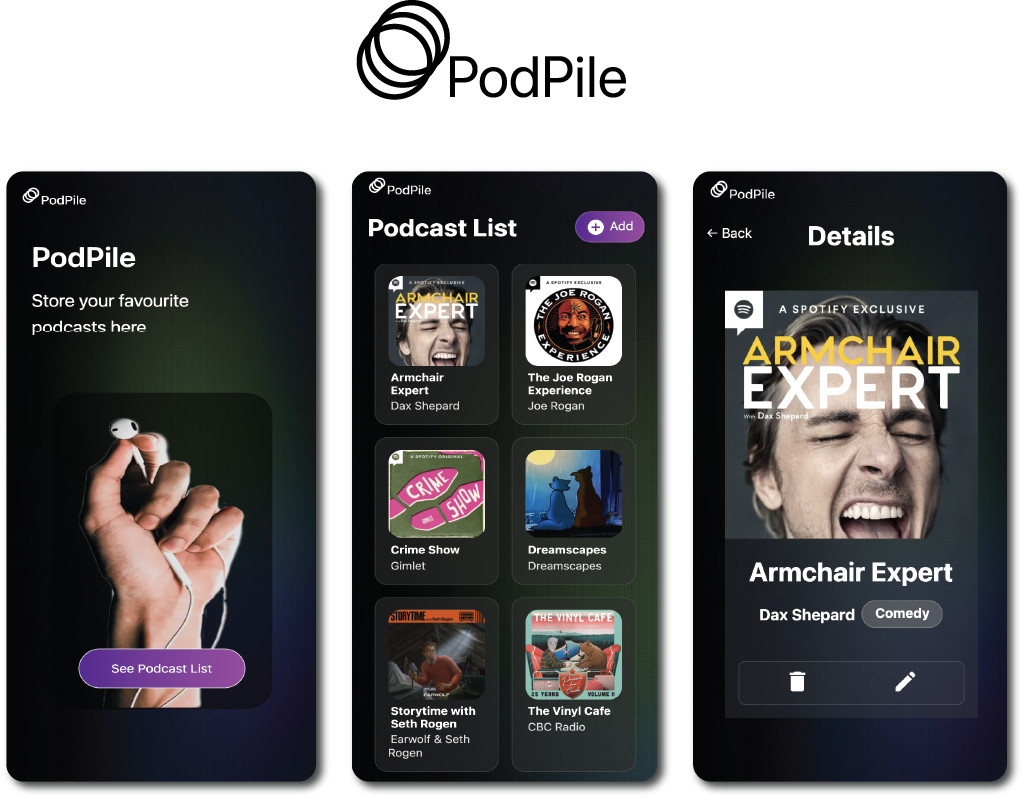 PodPile
PodPile
PodPile
Store your favourite
podcasts here
See Podcast List
PodPile
Podcast List
Add
A SPOTIFY EXCLUSIVE
ARMCHAIR
EXPERT
Armchair
Expert
Dax Shepard
A SPOTIFY EXCLUSIVE
THE JOE ROGAN
EXPERIENCE
The Joe Rogan
Experience
Joe Rogan
A SPOTIFY ORIGINAL
CRIME
SHOW
GIMLET
Crime Show
Gimlet
Dreamscapes
Dreamscapes
STORYTIME with Seth Rogen
EARWOLF
Storytime with
Seth Rogen
Earwolf & Seth
Rogen
THE VINYL CAFE
25 YEARS VOLUME II
The Vinyl Cafe
CBC Radio
PodPile
← Back
Details
A SPOTIFY EXCLUSIVE
ARMCHAIR
EXPERT
With Dax Shepard
Armchair Expert
Dax Shepard
Comedy